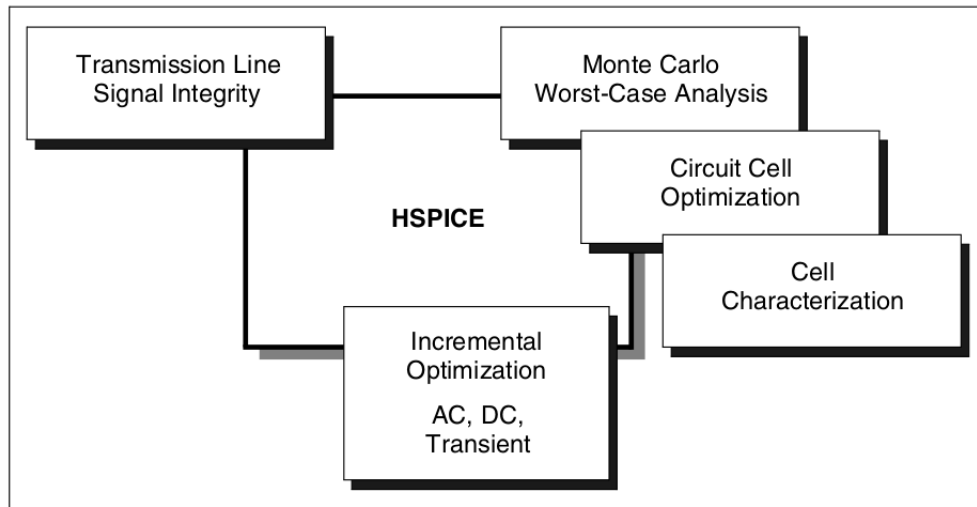 Transmission Line
Signal Integrity
Monte Carlo
Worst-Case Analysis
Circuit Cell
Optimization
HSPICE
Cell
Characterization
Incremental
Optimization
AC, DC,
Transient